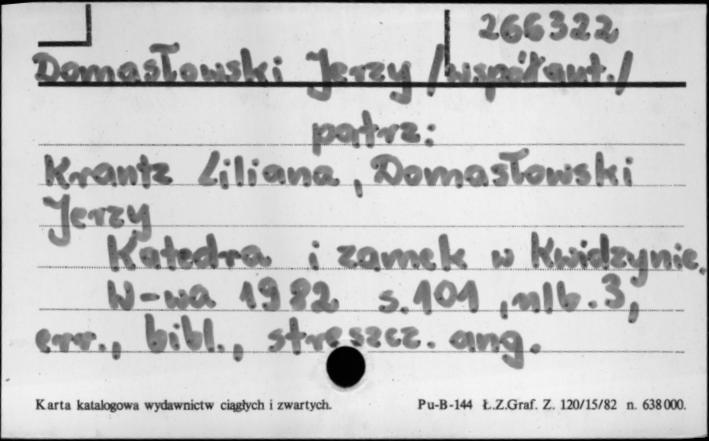 266322
Domasłowski Jerzy /współaut./
patrz:
Krantz Liliana, Domasłowski
Jerzy
Katedra i zamek w Kwidzynie.
W-wa 1982 s.101, nlb.3,
err., bibl., streszcz. ang.
Karta katalogowa wydawnictw ciągłych i zwartych. Pu-B-144 Ł.Z.Graf. Z. 120/15/82 n. 638000.